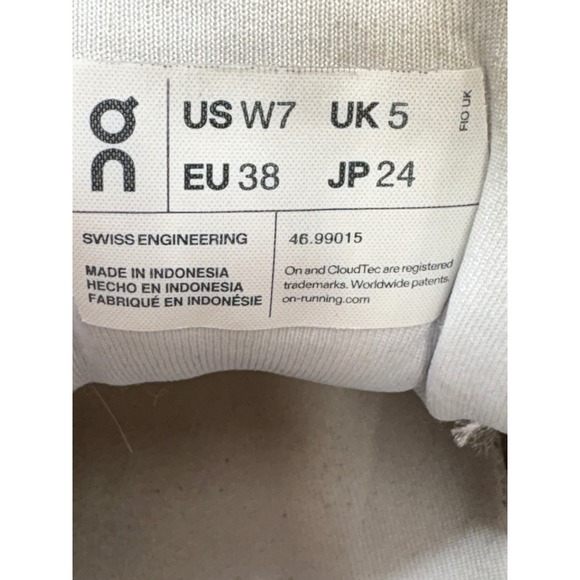 on
US W7 UK 5
EU 38 JP 24
FIO UK
SWISS ENGINEERING
46.99015
MADE IN INDONESIA
HECHO EN INDONESIA
FABRIQUÉ EN INDONÉSIE
On and CloudTec are registered
trademarks. Worldwide patents.
on-running.com